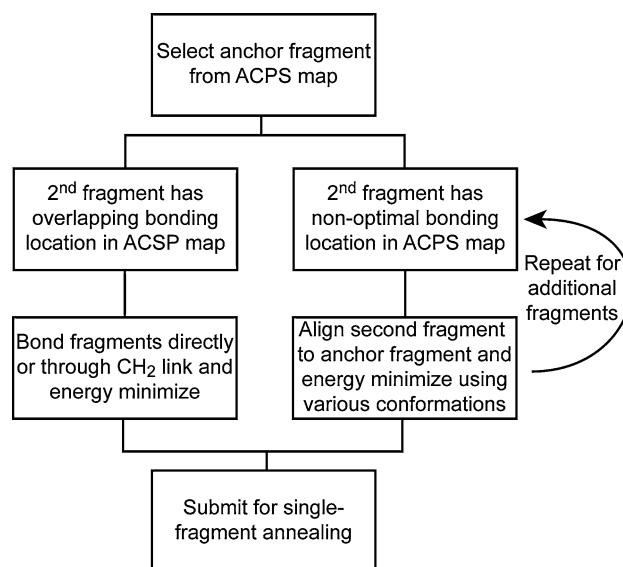 Select anchor fragment
from ACPS map
2nd fragment has
overlapping bonding
location in ACSP map
2nd fragment has
non-optimal bonding
location in ACPS map
Repeat for
additional
fragments
Bond fragments directly
or through CH2 link and
energy minimize
Align second fragment
to anchor fragment and
energy minimize using
various conformations
Submit for single-
fragment annealing